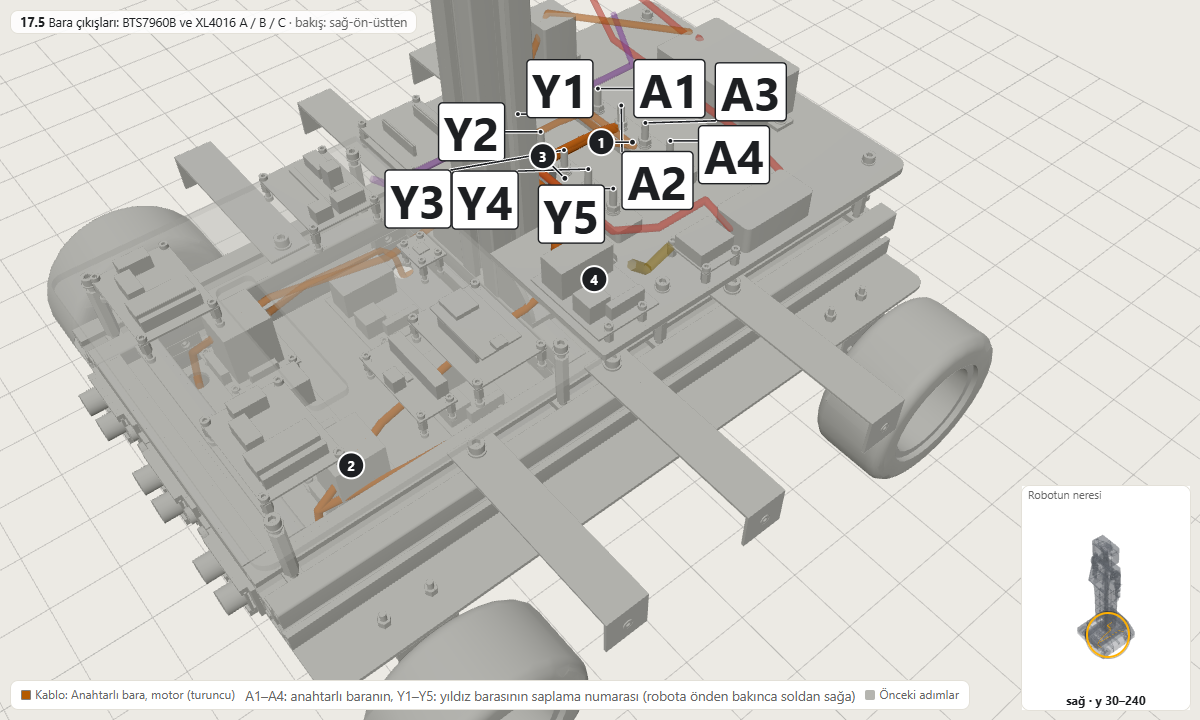 17.5 Bara çıkışları: BTS7960B ve XL4016 A / B / C · bakış: sağ-ön-üstten
Y1
A1
A3
Y2
1
3
A4
A2
Y3
Y4
Y5
4
2
Robotun neresi
sağ · y 30–240
Kablo: Anahtarlı bara, motor (turuncu) A1–A4: anahtarlı baranın, Y1–Y5: yıldız barasının saplama numarası (robota önden bakınca soldan sağa) Önceki adımlar